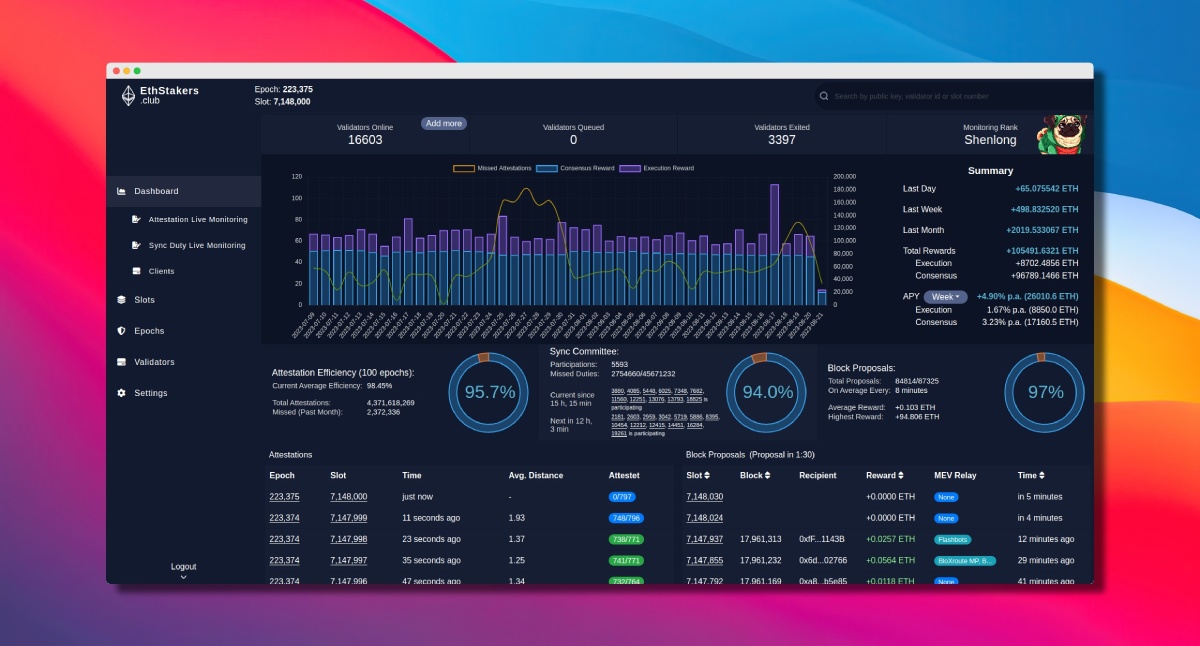 EthStakers
.club
Epoch: 223,375
Slot: 7,148,000
Search by public key, validator id or slot number
Validators Online
16603
Add more
Validators Queued
0
Validators Exited
3397
Monitoring Rank
Shenlong
Dashboard
Attestation Live Monitoring
Sync Duty Live Monitoring
Clients
Slots
Epochs
Validators
Settings
Logout
Missed Attestations
Consensus Reward
Execution Reward
120
100
80
60
40
20
0
200,000
180,000
160,000
140,000
120,000
100,000
80,000
60,000
40,000
20,000
0
Summary
Last Day +65.075542 ETH
Last Week +498.832520 ETH
Last Month +2019.533067 ETH
Total Rewards +105491.6321 ETH
Execution +8702.4856 ETH
Consensus +96789.1466 ETH
APY Week +4.90% p.a. (26010.6 ETH)
Execution 1.67% p.a. (8850.0 ETH)
Consensus 3.23% p.a. (17160.5 ETH)
Attestation Efficiency (100 epochs):
Current Average Efficiency: 98.45%
Total Attestations: 4,371,618,269
Missed (Past Month): 2,372,336
95.7%
Sync Committee:
Participations: 5593
Missed Duties: 2754660/45671232
Current since
15 h, 15 min
3889, 4085, 5448, 6025, 7348, 7682,
11560, 12251, 13076, 13793, 18825 is
participating
Next in 12 h,
3 min
2181, 2603, 2959, 3042, 5719, 5886, 8395,
10454, 12212, 12415, 14451, 16284,
19261 is participating
94.0%
Block Proposals:
Total Proposals: 84814/87325
On Average Every: 8 minutes
Average Reward: +0.103 ETH
Highest Reward: +94.806 ETH
97%
Attestations
Epoch Slot Time Avg. Distance Attestet
223,375 7,148,000 just now - 0/797
223,374 7,147,999 11 seconds ago 1.93 748/796
223,374 7,147,998 23 seconds ago 1.37 738/771
223,374 7,147,997 35 seconds ago 1.25 741/771
223,374 7,147,996 47 seconds ago 1.34 732/764
Block Proposals (Proposal in 1:30)
Slot Block Recipient Reward MEV Relay Time
7,148,030 +0.0000 ETH None in 5 minutes
7,148,024 +0.0000 ETH None in 4 minutes
7,147,937 17,961,313 0xfF...1143B +0.0257 ETH Flashbots 12 minutes ago
7,147,855 17,961,232 0x6d...02766 +0.0564 ETH BloXroute MP, B... 29 minutes ago
7,147,792 17,961,169 0xa8...b5e85 +0.0118 ETH None 41 minutes ago